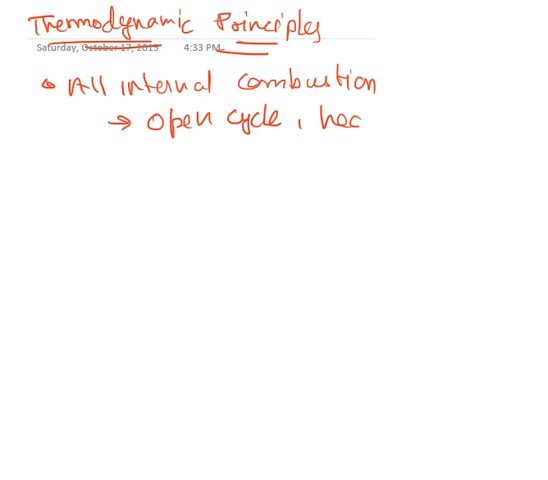 Thermodynamic Principles
Saturday, October 17, 2015 4:33 PM
All internal combustion
→ Open cycle, hec